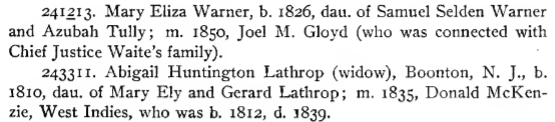 241213. Mary Eliza Warner, b. 1826, dau. of Samuel Selden Warner
and Azubah Tully; m. 1850, Joel M. Gloyd (who was connected with
Chief Justice Waite's family).
243311. Abigail Huntington Lathrop (widow), Boonton, N. J., b.
1810, dau. of Mary Ely and Gerard Lathrop; m. 1835, Donald McKen-
zie, West Indies, who was b. 1812, d. 1839.